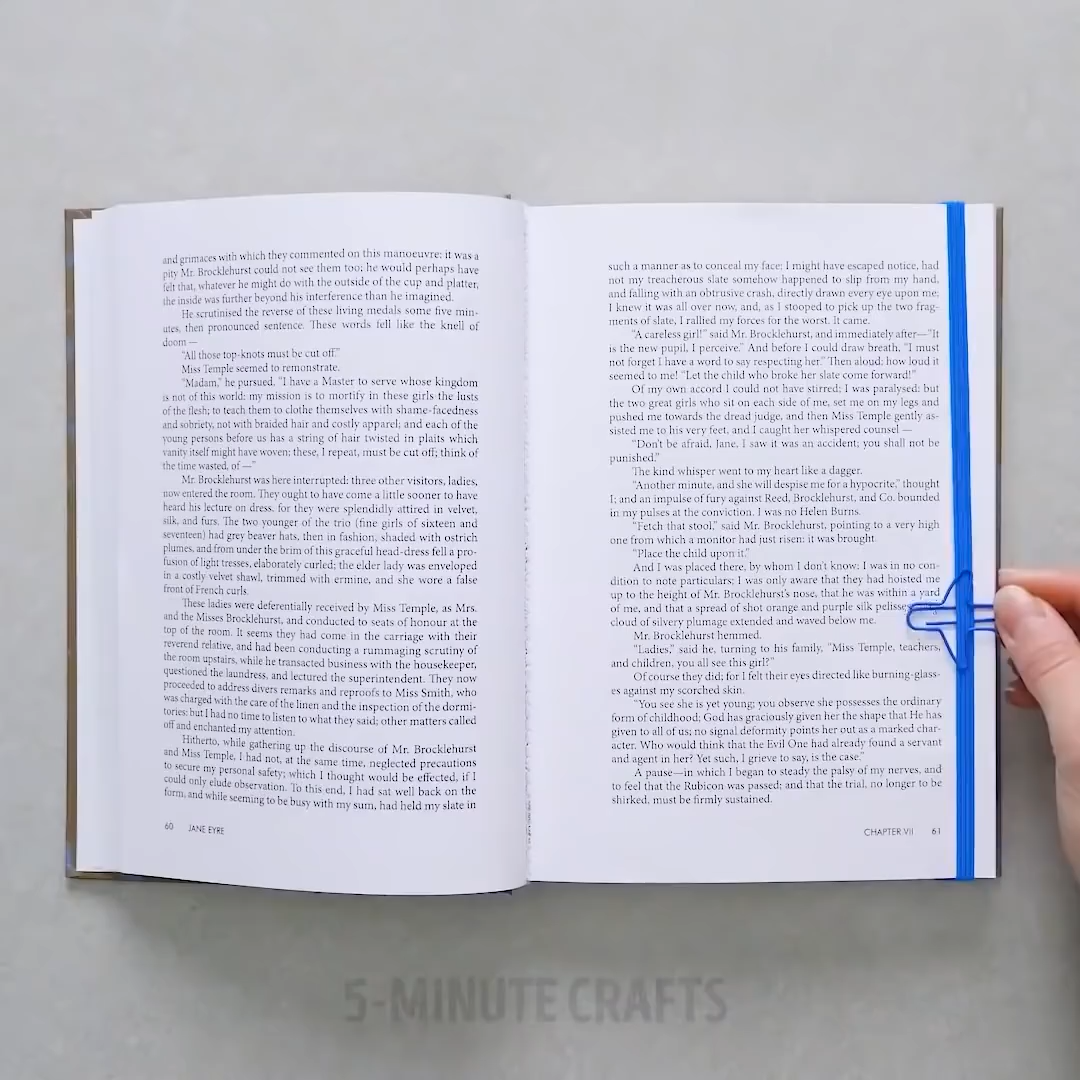 and grimaces with which they commented on this manoeuvre: it was a
pity Mr. Brocklehurst could not see them too; he would perhaps have
felt that, whatever he might do with the outside of the cup and platter,
the inside was further beyond his interference than he imagined.
He scrutinised the reverse of these living medals some five min-
utes, then pronounced sentence. These words fell like the knell of
doom —
“All those top-knots must be cut off.”
Miss Temple seemed to remonstrate.
“Madam,” he pursued, “I have a Master to serve whose kingdom
is not of this world: my mission is to mortify in these girls the lusts
of the flesh; to teach them to clothe themselves with shame-facedness
and sobriety, not with braided hair and costly apparel; and each of the
young persons before us has a string of hair twisted in plaits which
vanity itself might have woven; these, I repeat, must be cut off; think of
the time wasted, of —”
Mr. Brocklehurst was here interrupted: three other visitors, ladies,
now entered the room. They ought to have come a little sooner to have
heard his lecture on dress, for they were splendidly attired in velvet,
silk, and furs. The two younger of the trio (fine girls of sixteen and
seventeen) had grey beaver hats, then in fashion, shaded with ostrich
plumes, and from under the brim of this graceful head-dress fell a pro-
fusion of light tresses, elaborately curled; the elder lady was enveloped
in a costly velvet shawl, trimmed with ermine, and she wore a false
front of French curls.
These ladies were deferentially received by Miss Temple, as Mrs.
and the Misses Brocklehurst, and conducted to seats of honour at the
top of the room. It seems they had come in the carriage with their
reverend relative, and had been conducting a rummaging scrutiny of
the room upstairs, while he transacted business with the housekeeper,
questioned the laundress, and lectured the superintendent. They now
proceeded to address divers remarks and reproofs to Miss Smith, who
was charged with the care of the linen and the inspection of the dormi-
tories: but I had no time to listen to what they said; other matters called
off and enchanted my attention.
Hitherto, while gathering up the discourse of Mr. Brocklehurst
and Miss Temple, I had not, at the same time, neglected precautions
to secure my personal safety; which I thought would be effected, if I
could only elude observation. To this end, I had sat well back on the
form, and while seeming to be busy with my sum, had held my slate in
60 JANE EYRE
such a manner as to conceal my face: I might have escaped notice, had
not my treacherous slate somehow happened to slip from my hand,
and falling with an obtrusive crash, directly drawn every eye upon me;
I knew it was all over now, and, as I stooped to pick up the two frag-
ments of slate, I rallied my forces for the worst. It came.
“A careless girl!” said Mr. Brocklehurst, and immediately after—“It
is the new pupil, I perceive.” And before I could draw breath, “I must
not forget I have a word to say respecting her.” Then aloud: how loud it
seemed to me! “Let the child who broke her slate come forward!”
Of my own accord I could not have stirred; I was paralysed: but
the two great girls who sit on each side of me, set me on my legs and
pushed me towards the dread judge, and then Miss Temple gently as-
sisted me to his very feet, and I caught her whispered counsel —
“Don’t be afraid, Jane, I saw it was an accident; you shall not be
punished.”
The kind whisper went to my heart like a dagger.
“Another minute, and she will despise me for a hypocrite,” thought
I; and an impulse of fury against Reed, Brocklehurst, and Co. bounded
in my pulses at the conviction. I was no Helen Burns.
“Fetch that stool,” said Mr. Brocklehurst, pointing to a very high
one from which a monitor had just risen: it was brought.
“Place the child upon it.”
And I was placed there, by whom I don’t know: I was in no con-
dition to note particulars; I was only aware that they had hoisted me
up to the height of Mr. Brocklehurst’s nose, that he was within a yard
of me, and that a spread of shot orange and purple silk pelisses
cloud of silvery plumage extended and waved below me.
Mr. Brocklehurst hemmed.
“Ladies,” said he, turning to his family, “Miss Temple, teachers,
and children, you all see this girl?”
Of course they did; for I felt their eyes directed like burning-glass-
es against my scorched skin.
“You see she is yet young; you observe she possesses the ordinary
form of childhood; God has graciously given her the shape that He has
given to all of us; no signal deformity points her out as a marked char-
acter. Who would think that the Evil One had already found a servant
and agent in her? Yet such, I grieve to say, is the case.”
A pause—in which I began to steady the palsy of my nerves, and
to feel that the Rubicon was passed; and that the trial, no longer to be
shirked, must be firmly sustained.
CHAPTER VII 61
5-MINUTE CRAFTS